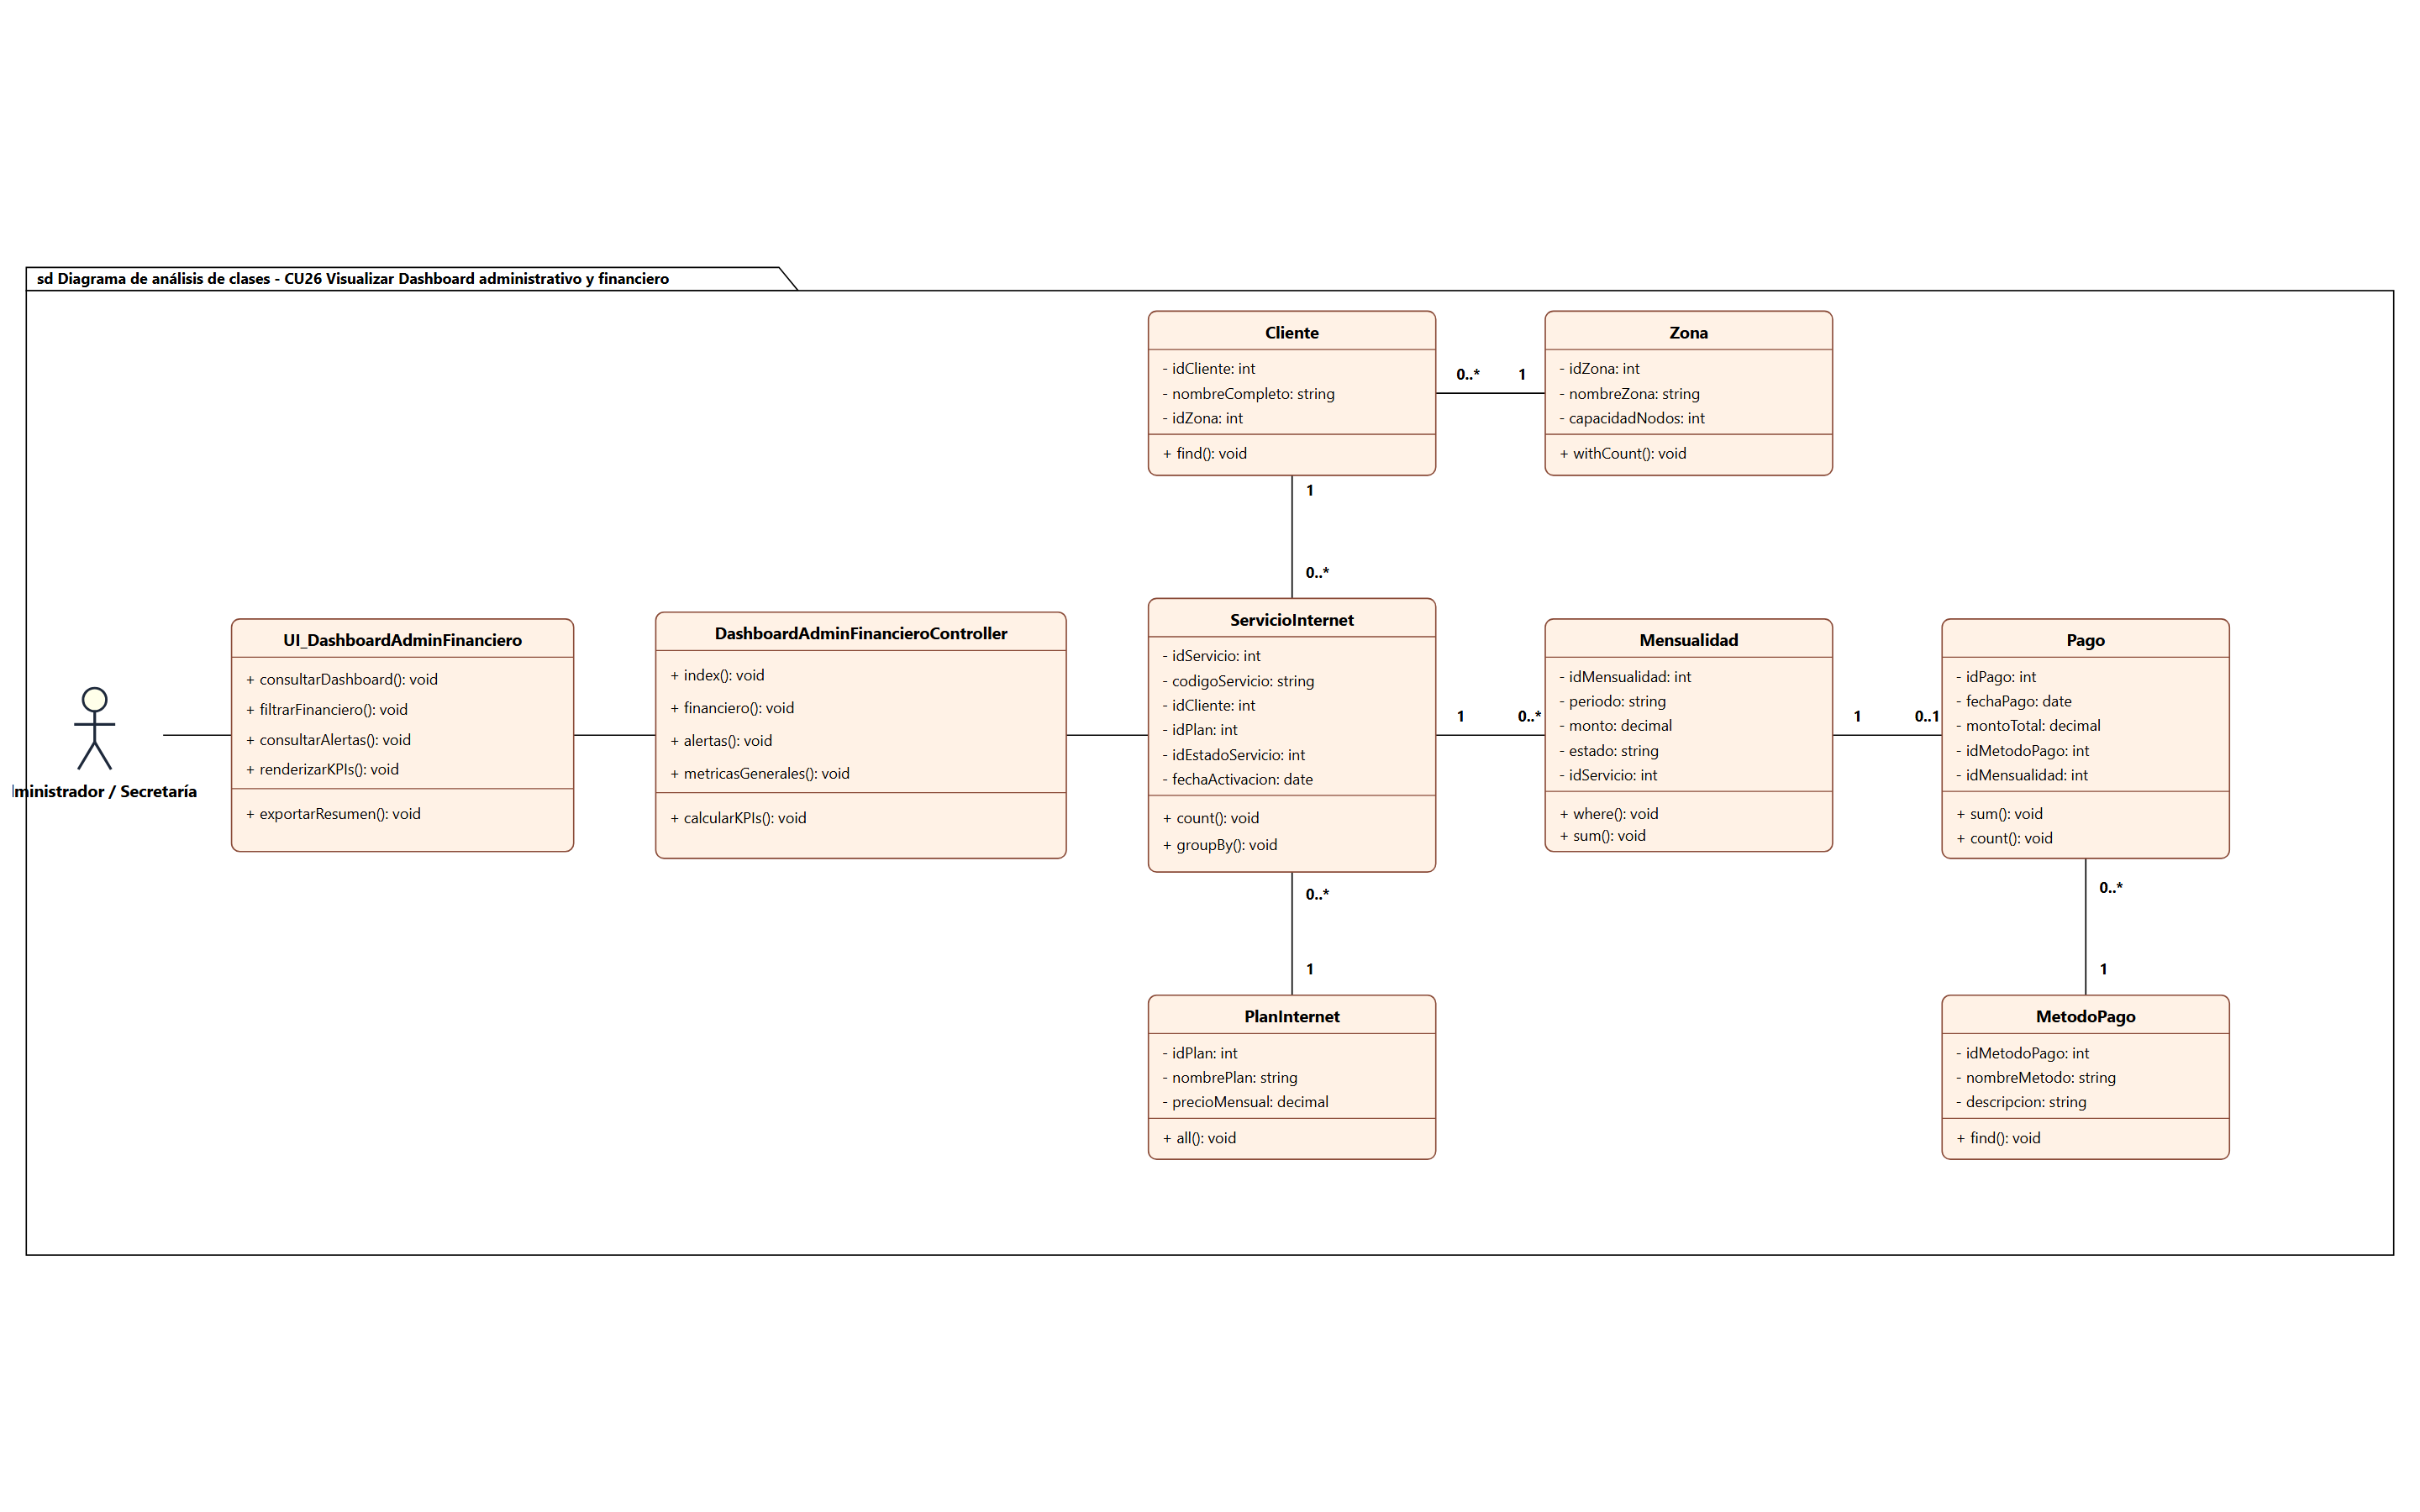 sd Diagrama de análisis de clases - CU26 Visualizar Dashboard administrativo y financiero
Cliente
- idCliente: int
- nombreCompleto: string
- idZona: int
+ find(): void
0..*
1
Zona
- idZona: int
- nombreZona: string
- capacidadNodos: int
+ withCount(): void
1
0..*
ministrador / Secretaría
UI_DashboardAdminFinanciero
+ consultarDashboard(): void
+ filtrarFinanciero(): void
+ consultarAlertas(): void
+ renderizarKPIs(): void
+ exportarResumen(): void
DashboardAdminFinancieroController
+ index(): void
+ financiero(): void
+ alertas(): void
+ metricasGenerales(): void
+ calcularKPIs(): void
ServicioInternet
- idServicio: int
- codigoServicio: string
- idCliente: int
- idPlan: int
- idEstadoServicio: int
- fechaActivacion: date
+ count(): void
+ groupBy(): void
1
0..*
Mensualidad
- idMensualidad: int
- periodo: string
- monto: decimal
- estado: string
- idServicio: int
+ where(): void
+ sum(): void
1
0..1
Pago
- idPago: int
- fechaPago: date
- montoTotal: decimal
- idMetodoPago: int
- idMensualidad: int
+ sum(): void
+ count(): void
0..*
1
0..*
1
PlanInternet
- idPlan: int
- nombrePlan: string
- precioMensual: decimal
+ all(): void
MetodoPago
- idMetodoPago: int
- nombreMetodo: string
- descripcion: string
+ find(): void